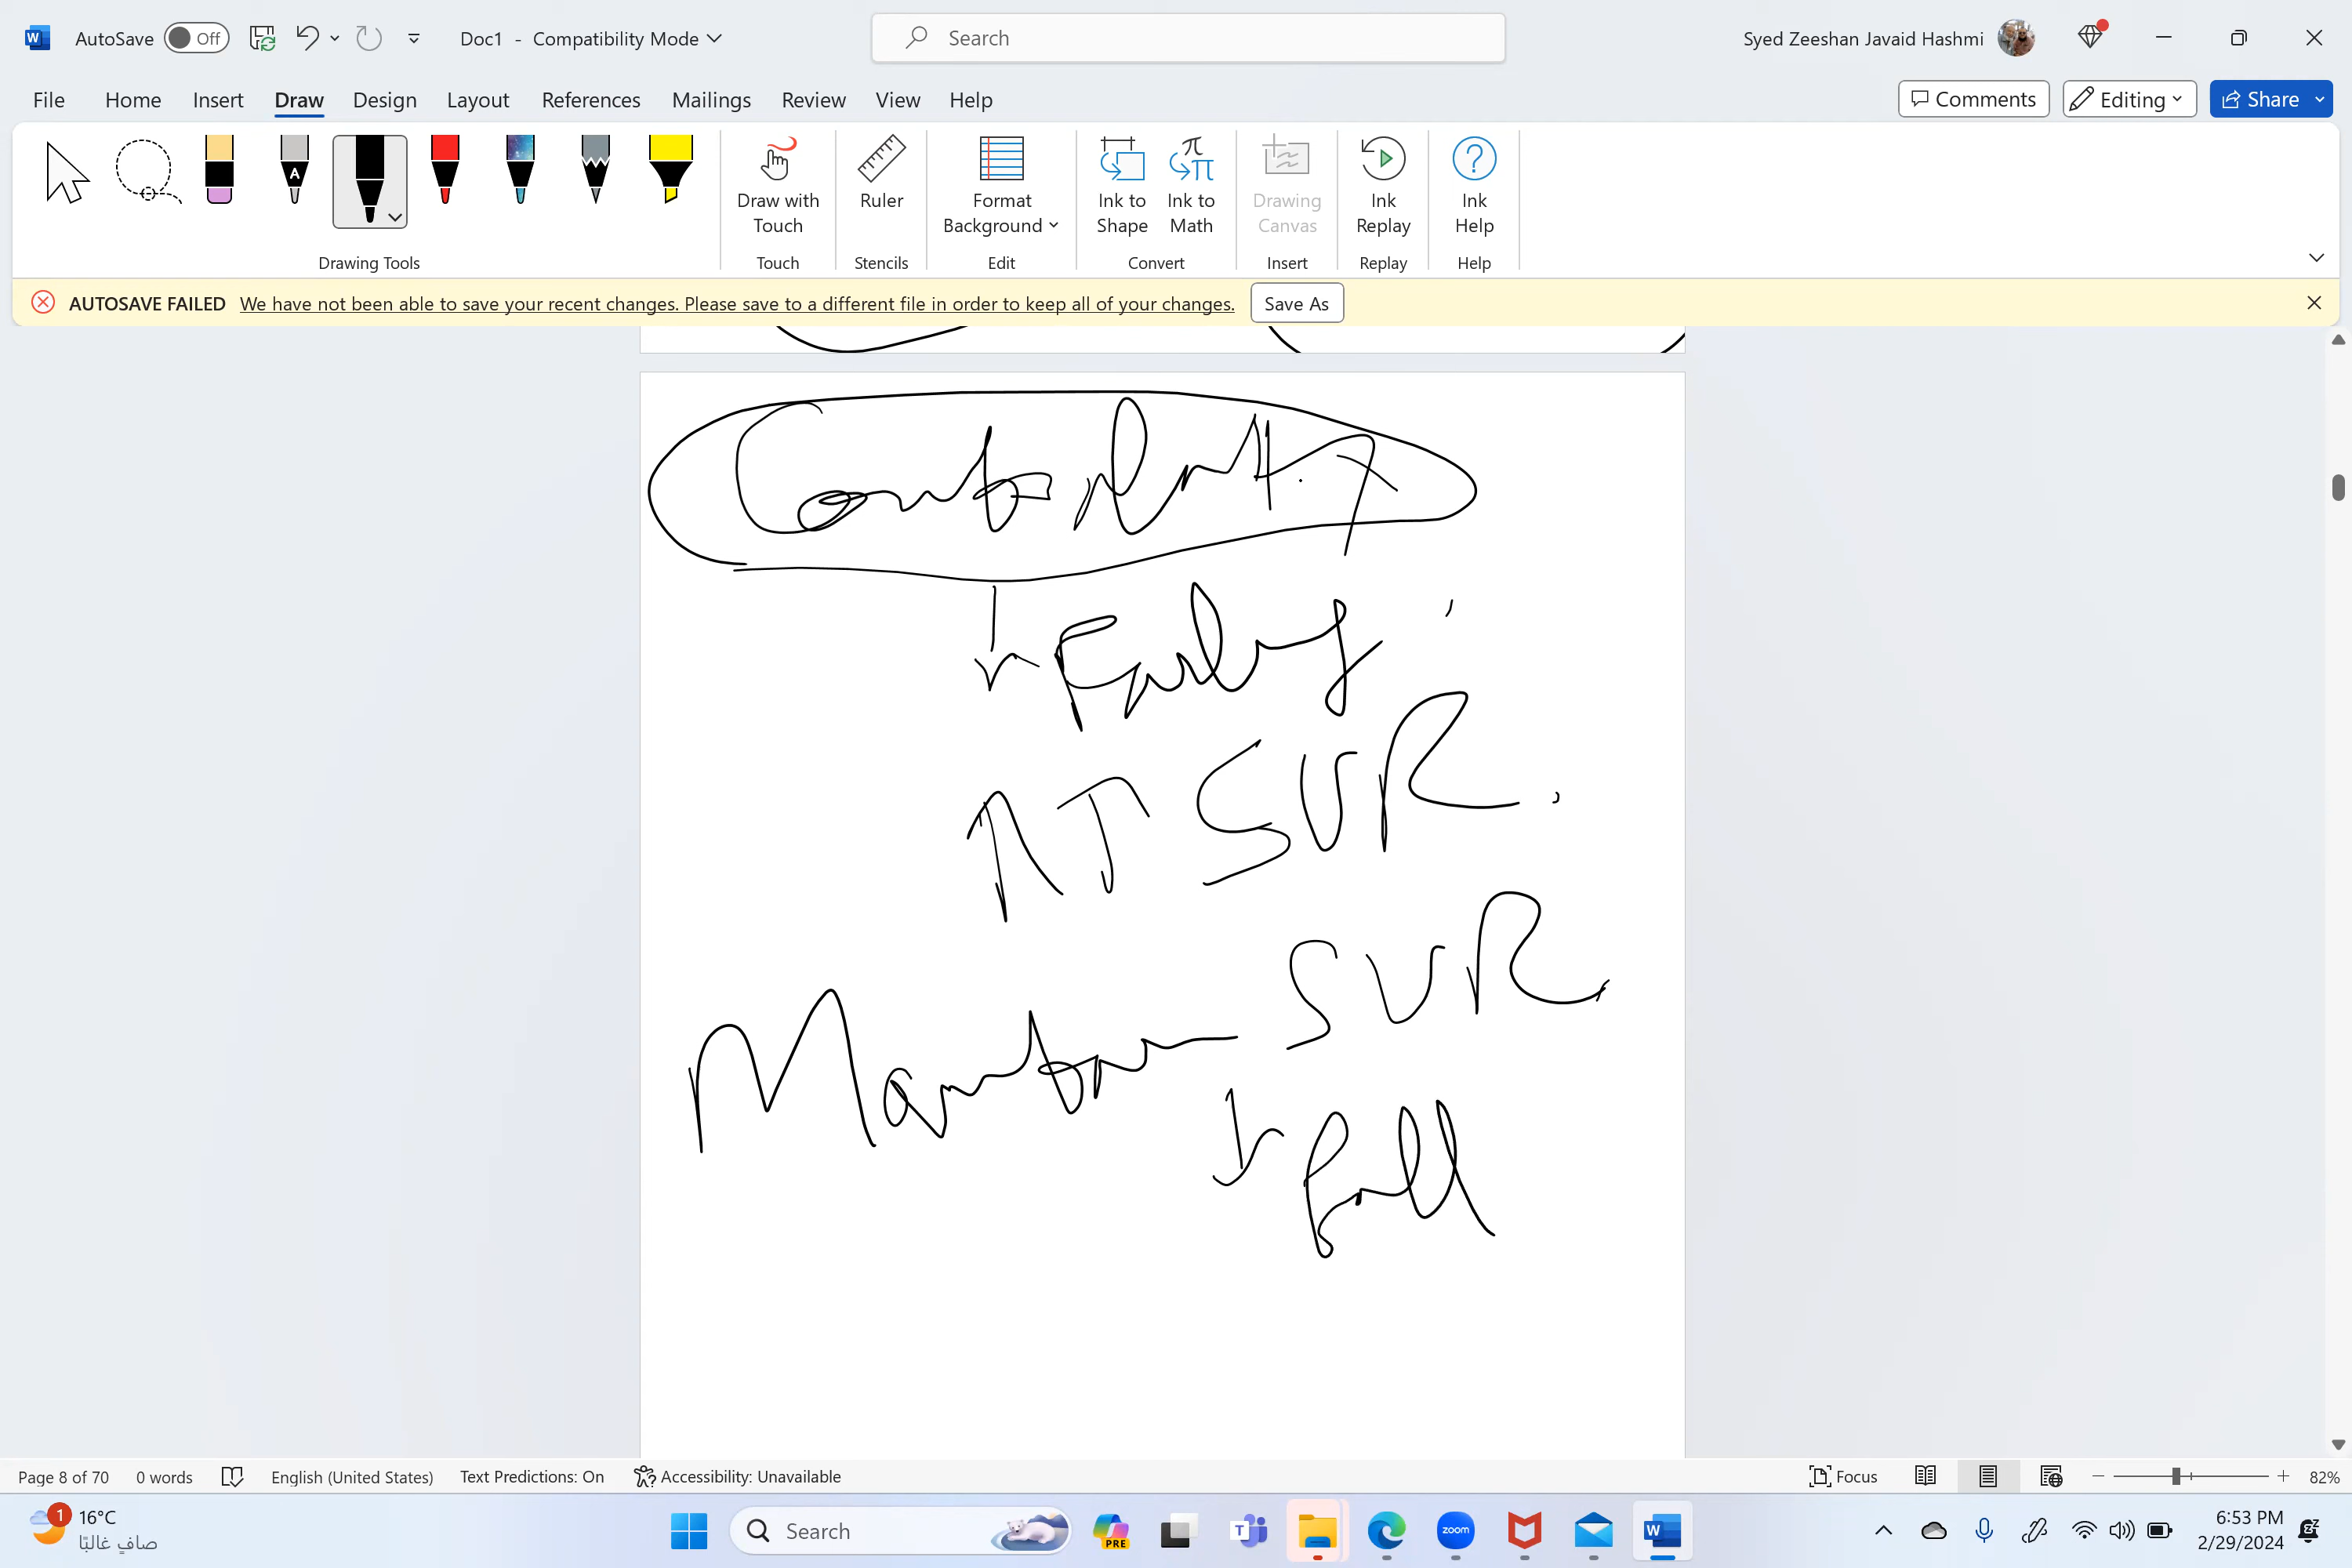 AutoSave Off Doc1 - Compatibility Mode Search Syed Zeeshan Javaid Hashmi
File Home Insert Draw Design Layout References Mailings Review View Help Comments Editing Share
A
Draw with Touch Ruler Format Background Ink to Shape Ink to Math Drawing Canvas Ink Replay Ink Help
Drawing Tools Touch Stencils Edit Convert Insert Replay Help
AUTOSAVE FAILED We have not been able to save your recent changes. Please save to a different file in order to keep all of your changes. Save As
SVR.
SVR.
Page 8 of 70 0 words English (United States) Text Predictions: On Accessibility: Unavailable Focus 82%
1 16°C Search PRE zoom 6:53 PM
صافٍ غالبًا 2/29/2024